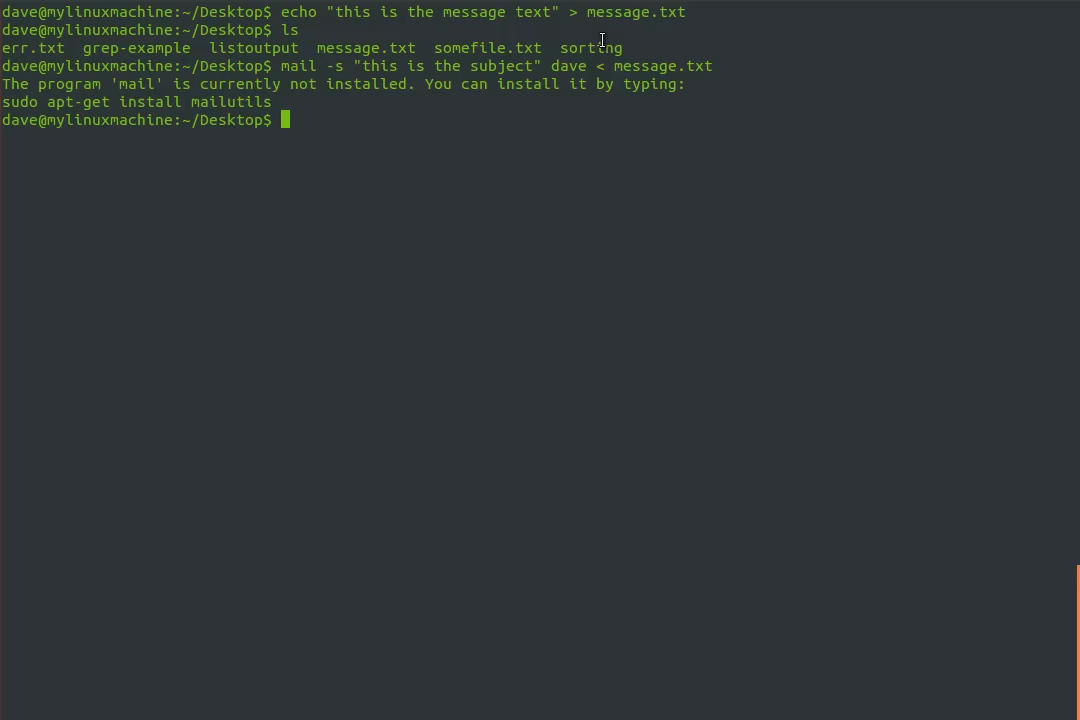 dave@mylinuxmachine:~/Desktop$ echo "this is the message text" > message.txt
dave@mylinuxmachine:~/Desktop$ ls
err.txt  grep-example  listoutput  message.txt  somefile.txt  sorting
dave@mylinuxmachine:~/Desktop$ mail -s "this is the subject" dave < message.txt
The program 'mail' is currently not installed. You can install it by typing:
sudo apt-get install mailutils
dave@mylinuxmachine:~/Desktop$